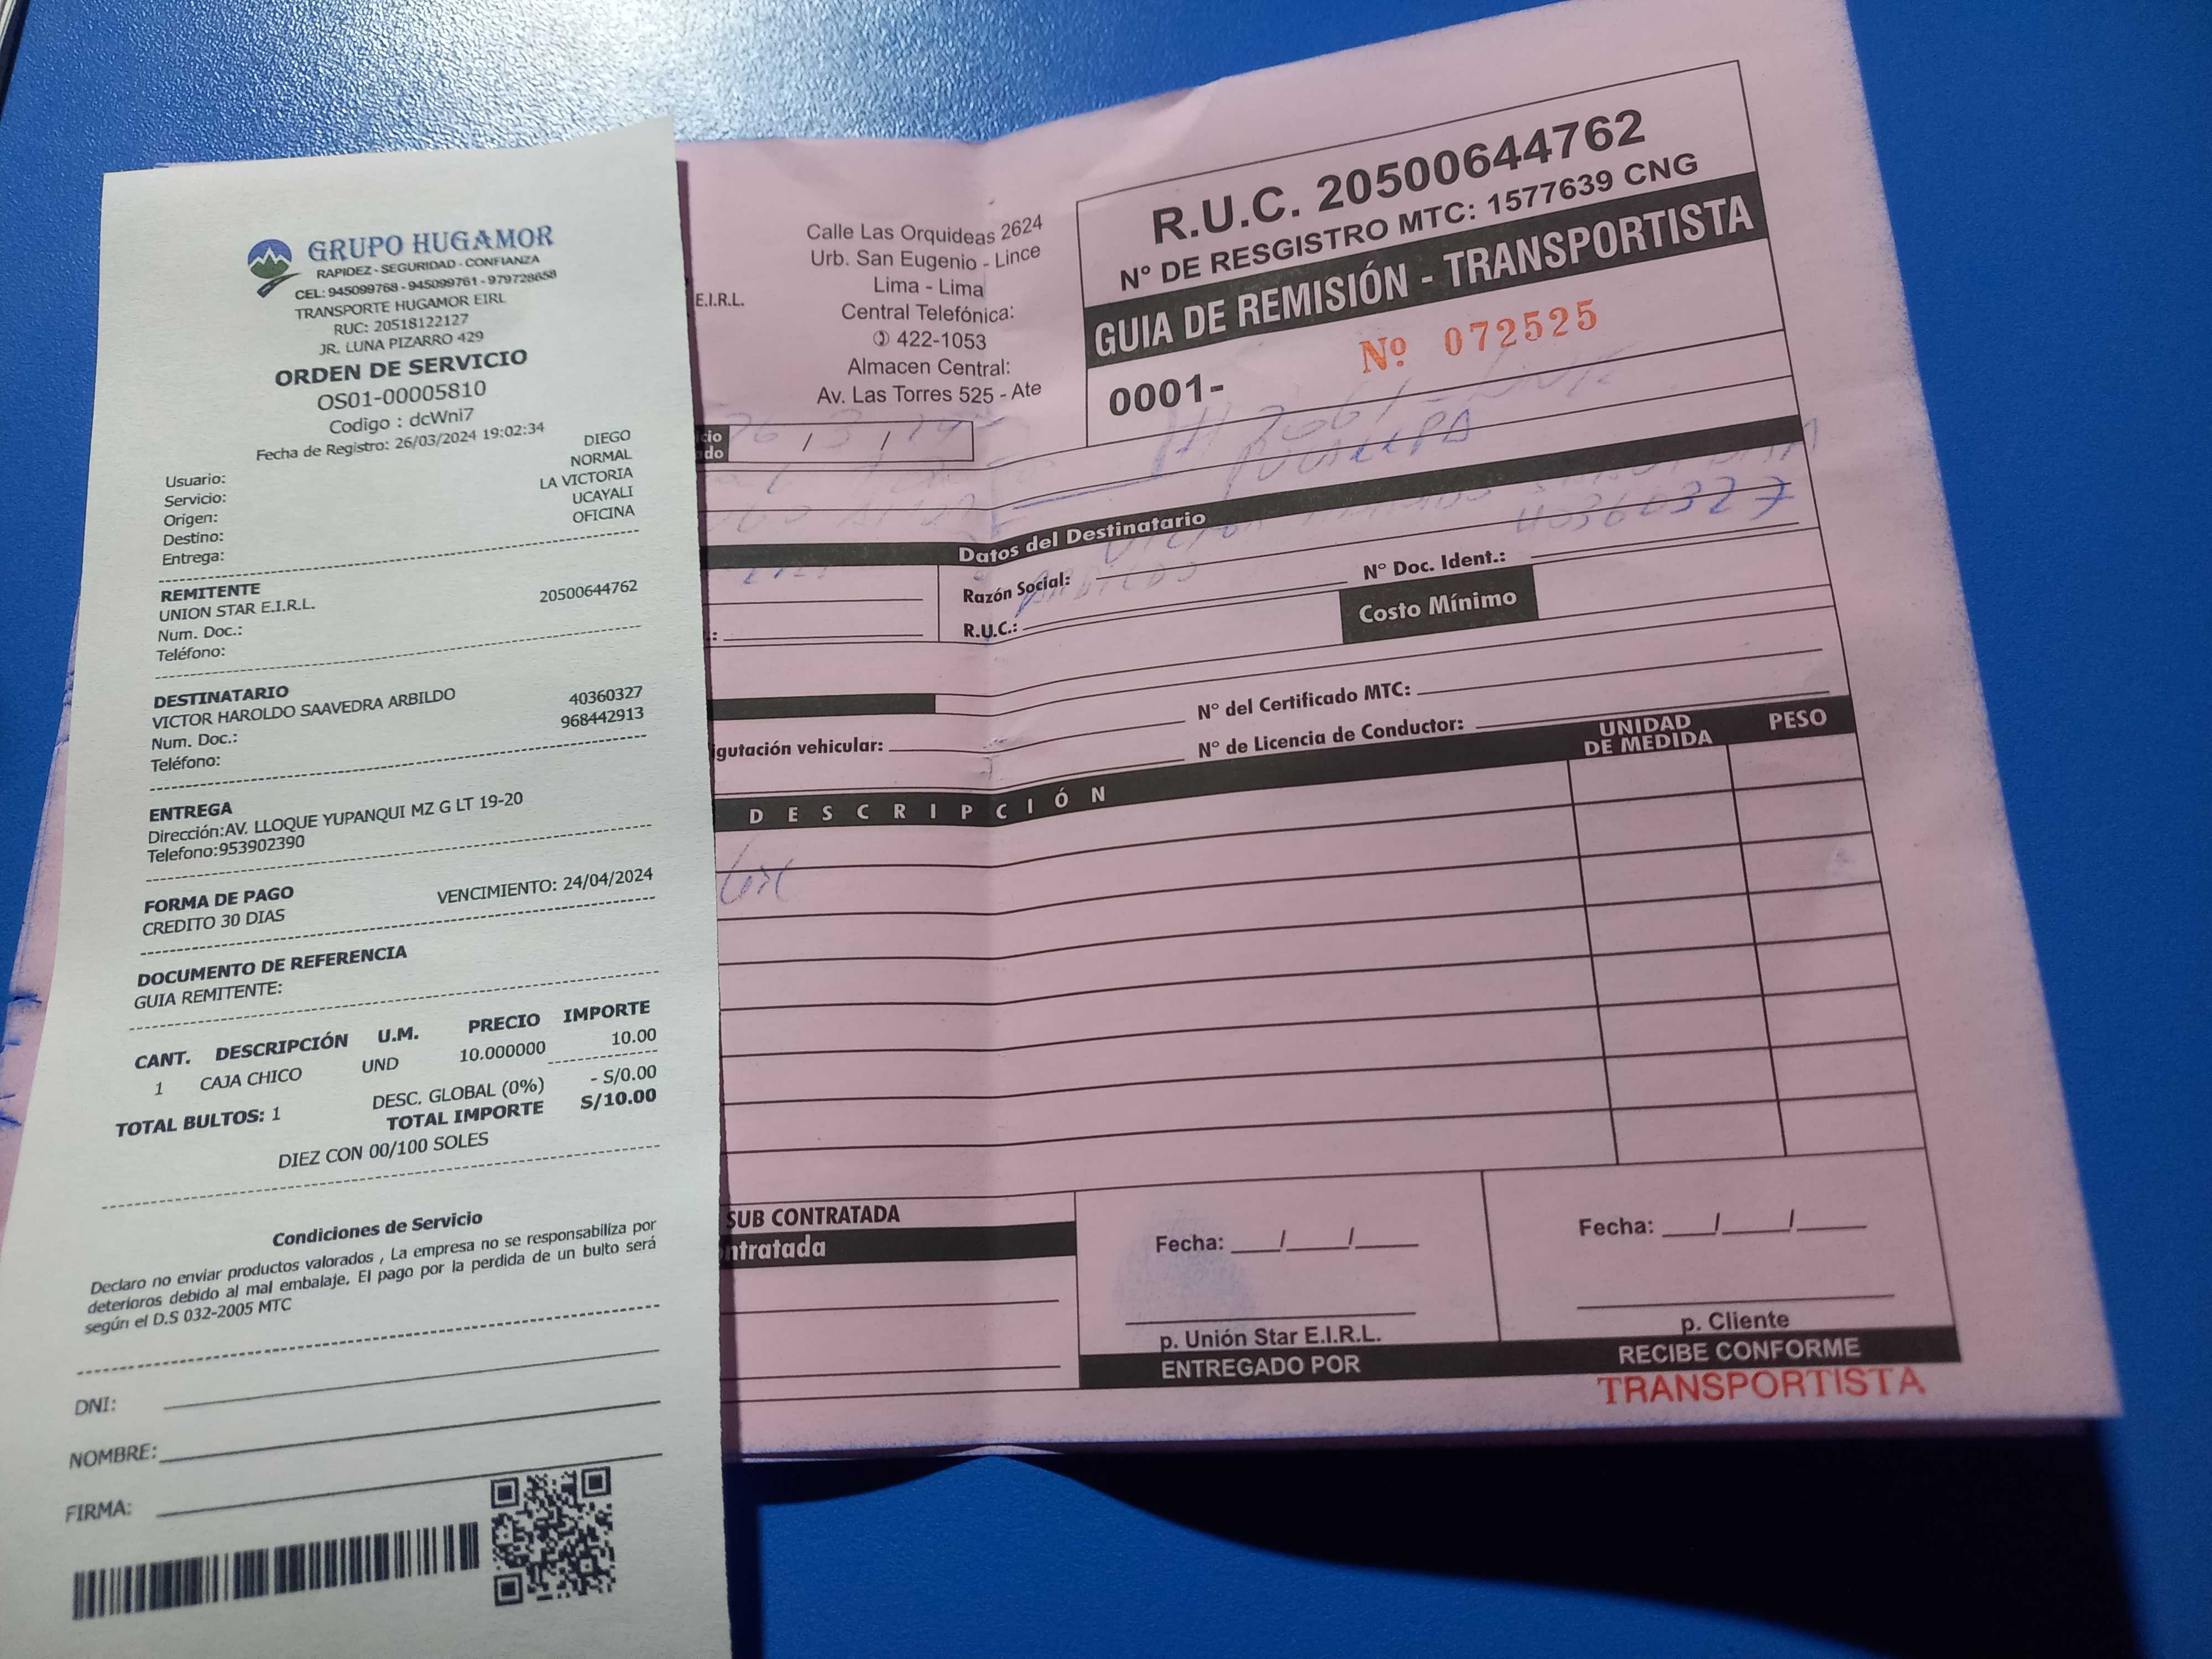 GRUPO HUGAMOR
RAPIDEZ - SEGURIDAD - CONFIANZA
CEL: 945099768 - 945099761 - 979728658
TRANSPORTE HUGAMOR EIRL
RUC: 20518122127
JR. LUNA PIZARRO 429
ORDEN DE SERVICIO
OS01-00005810
Codigo : dcWni7
Fecha de Registro: 26/03/2024 19:02:34
Usuario: DIEGO
Servicio: NORMAL
Origen: LA VICTORIA
Destino: UCAYALI
Entrega: OFICINA
REMITENTE
UNION STAR E.I.R.L.
Num. Doc.: 20500644762
Teléfono:
DESTINATARIO
VICTOR HAROLDO SAAVEDRA ARBILDO
Num. Doc.: 40360327
Teléfono: 968442913
ENTREGA
Dirección:AV. LLOQUE YUPANQUI MZ G LT 19-20
Telefono:953902390
FORMA DE PAGO
CREDITO 30 DIAS VENCIMIENTO: 24/04/2024
DOCUMENTO DE REFERENCIA
GUIA REMITENTE:
CANT. DESCRIPCIÓN U.M. PRECIO IMPORTE
1 CAJA CHICO UND 10.000000 10.00
DESC. GLOBAL (0%) - S/0.00
TOTAL BULTOS: 1 TOTAL IMPORTE S/10.00
DIEZ CON 00/100 SOLES
Condiciones de Servicio
Declaro no enviar productos valorados , La empresa no se responsabiliza por
deterioros debido al mal embalaje. El pago por la perdida de un bulto será
según el D.S 032-2005 MTC
DNI:
NOMBRE:
FIRMA:
E.I.R.L.
Calle Las Orquideas 2624
Urb. San Eugenio - Lince
Lima - Lima
Central Telefónica:
422-1053
Almacen Central:
Av. Las Torres 525 - Ate
R.U.C. 20500644762
N° DE RESGISTRO MTC: 1577639 CNG
GUIA DE REMISIÓN - TRANSPORTISTA
0001- Nº 072525
cio
do / /
Datos del Destinatario
40360327
Razón Social: N° Doc. Ident.:
R.U.C.: Costo Mínimo
N° del Certificado MTC:
igutación vehicular: N° de Licencia de Conductor:
DESCRIPCIÓN UNIDAD DE MEDIDA PESO
SUB CONTRATADA
ntratada
Fecha: / /
p. Unión Star E.I.R.L.
ENTREGADO POR
Fecha: / /
p. Cliente
RECIBE CONFORME
TRANSPORTISTA